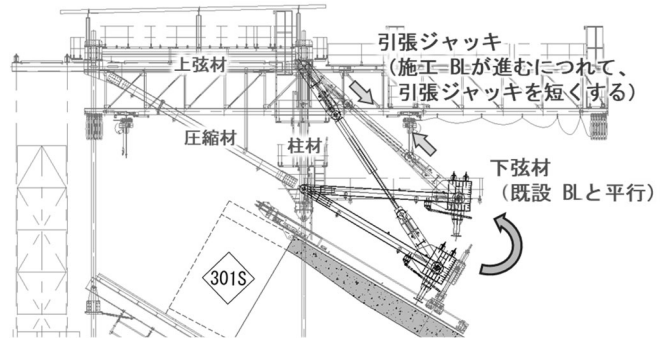 引張ジャッキ
(施工 BLが進むにつれて、
引張ジャッキを短くする)
上弦材
圧縮材
柱材
下弦材
(既設 BLと平行)
301S